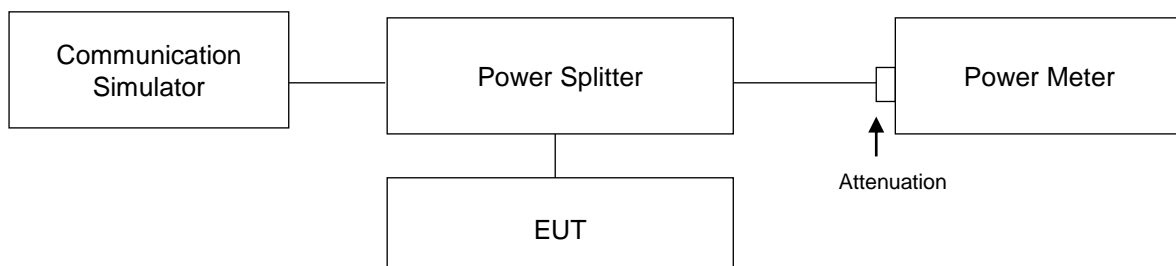 Communication
Simulator
Power Splitter
Power Meter
Attenuation
EUT